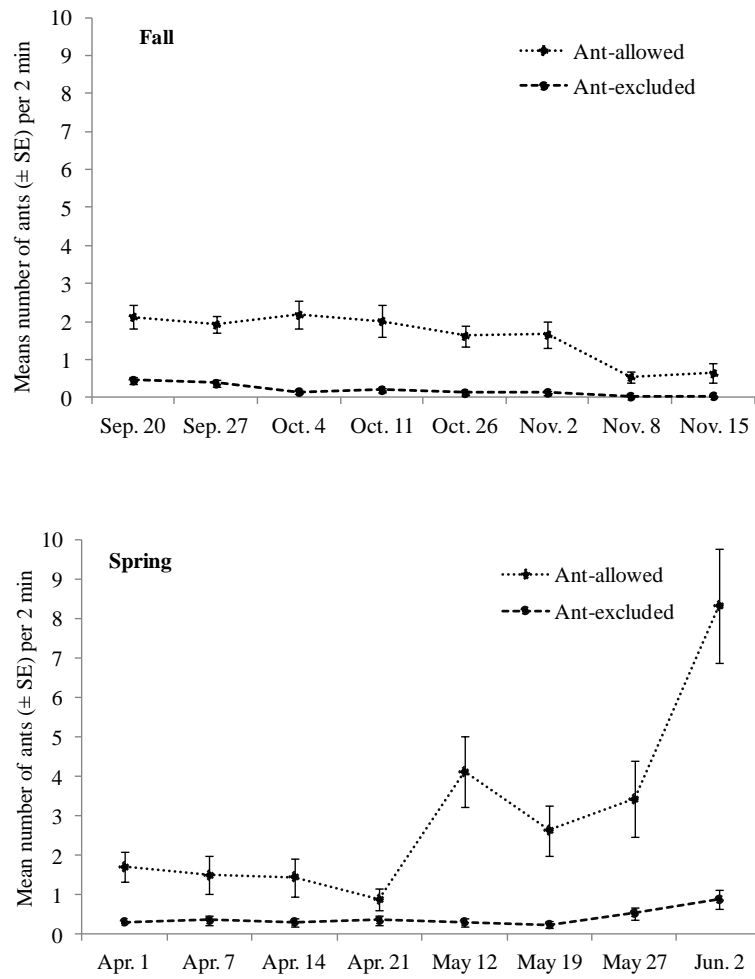 Fall
Ant-allowed
Ant-excluded
Means number of ants (± SE) per 2 min
10
9
8
7
6
5
4
3
2
1
0
Sep. 20 Sep. 27 Oct. 4 Oct. 11 Oct. 26 Nov. 2 Nov. 8 Nov. 15
Spring
Ant-allowed
Ant-excluded
Mean number of ants (± SE) per 2 min
10
9
8
7
6
5
4
3
2
1
0
Apr. 1 Apr. 7 Apr. 14 Apr. 21 May 12 May 19 May 27 Jun. 2